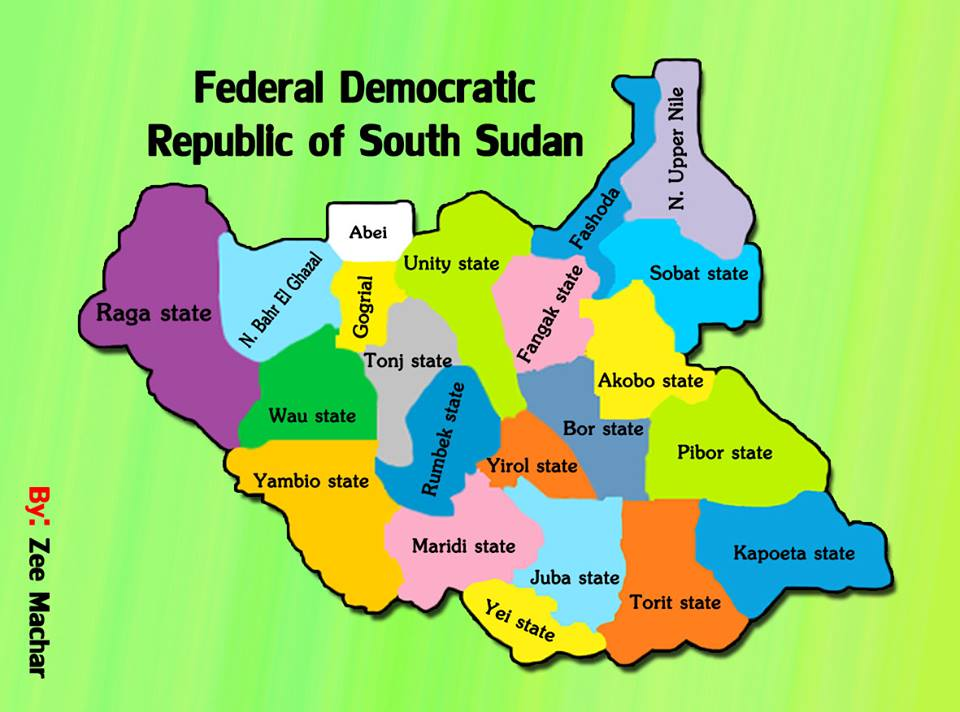 Federal Democratic
Republic of South Sudan
N. Upper Nile
Fashoda
Abei
Unity state
Sobat state
N. Bahr El Ghazal
Gogrial
Raga state
Fangak state
Tonj state
Akobo state
Wau state
Rumbek state
Bor state
Pibor state
Yirol state
Yambio state
Maridi state
Kapoeta state
Juba state
Torit state
Yei state
By: Zee Machar